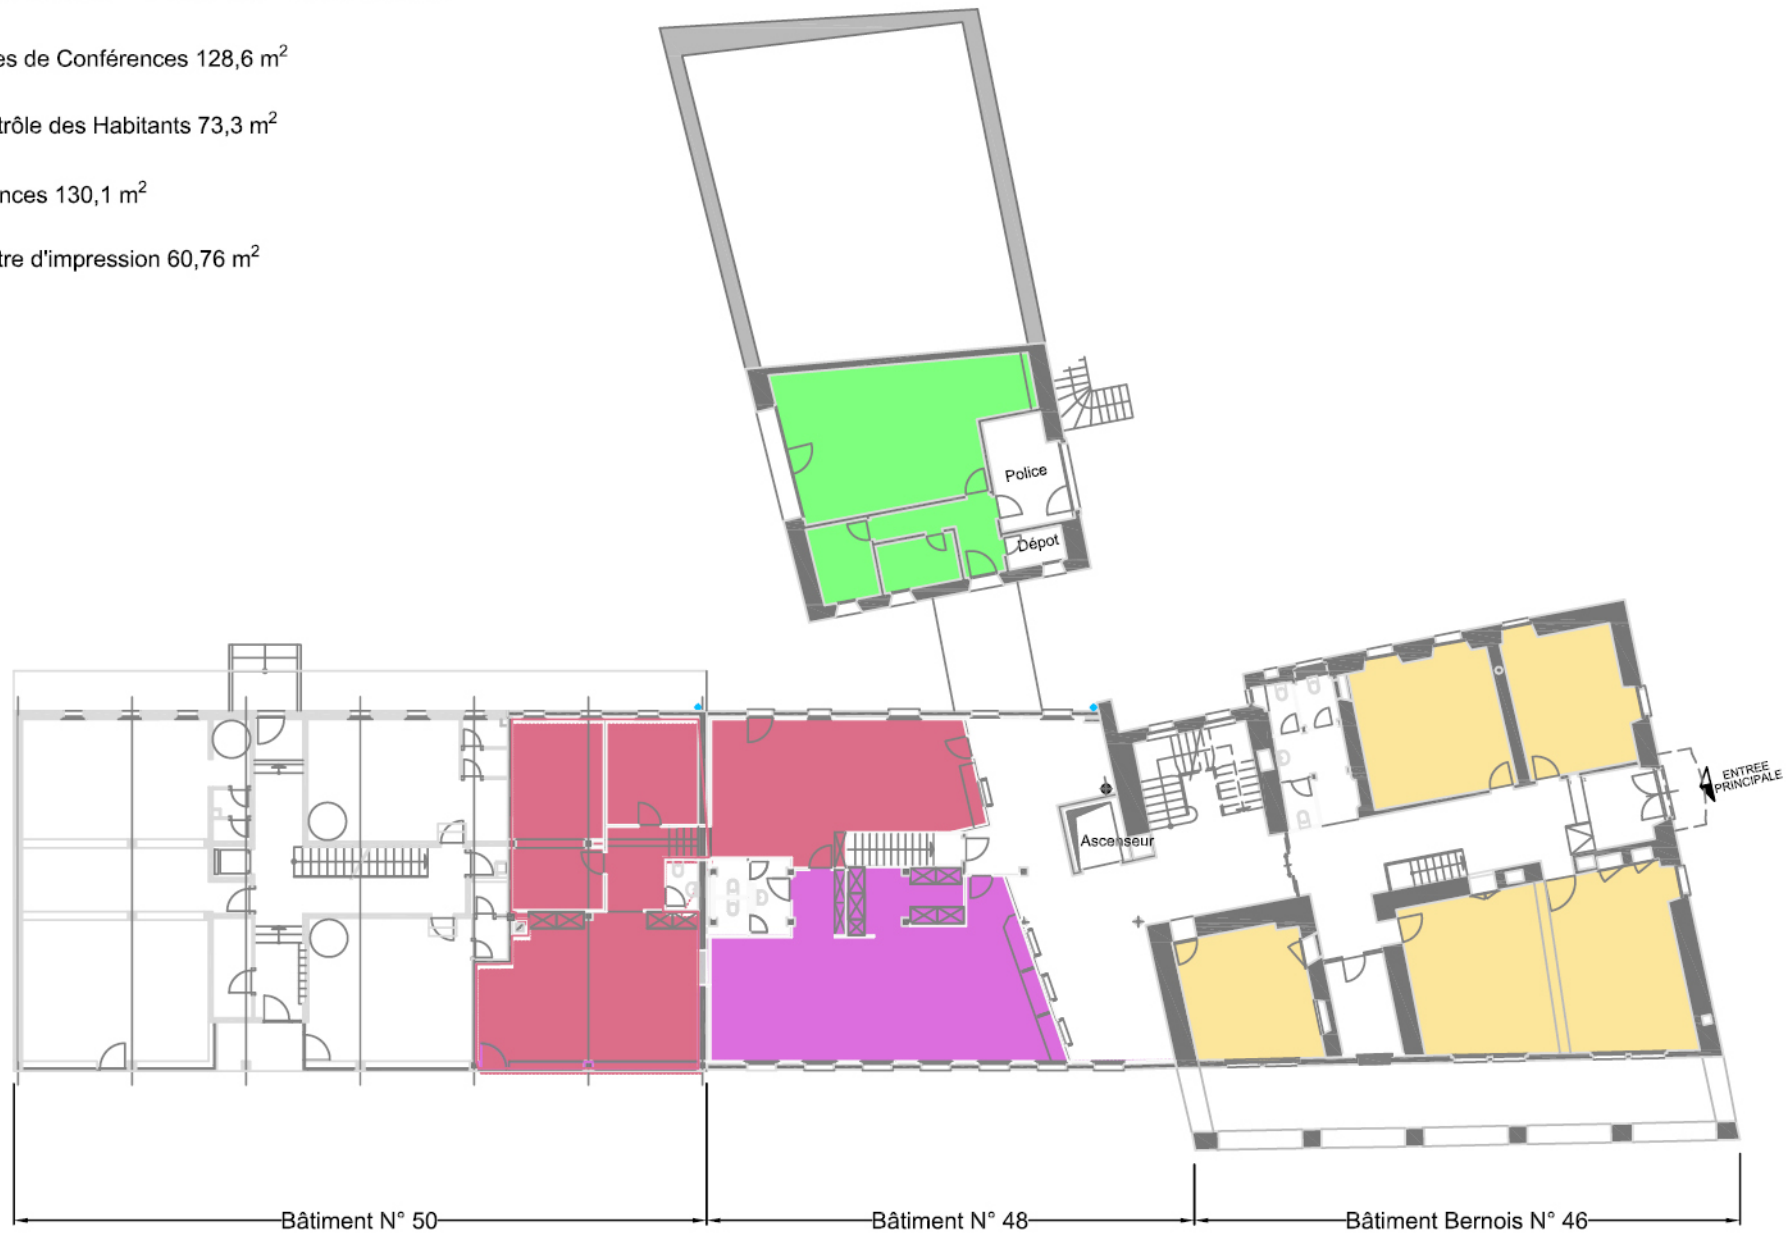 es de Conférences 128,6 m²
trôle des Habitants 73,3 m²
nces 130,1 m²
tre d'impression 60,76 m²
Police
Dépot
ENTREE
PRINCIPALE
Ascenseur
Bâtiment N° 50
Bâtiment N° 48
Bâtiment Bernois N° 46